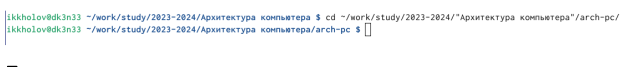 ikkholov@dk3n33 ~/work/study/2023-2024/Архитектура компьютера $ cd ~/work/study/2023-2024/"Архитектура компьютера"/arch-pc/
ikkholov@dk3n33 ~/work/study/2023-2024/Архитектура компьютера/arch-pc $